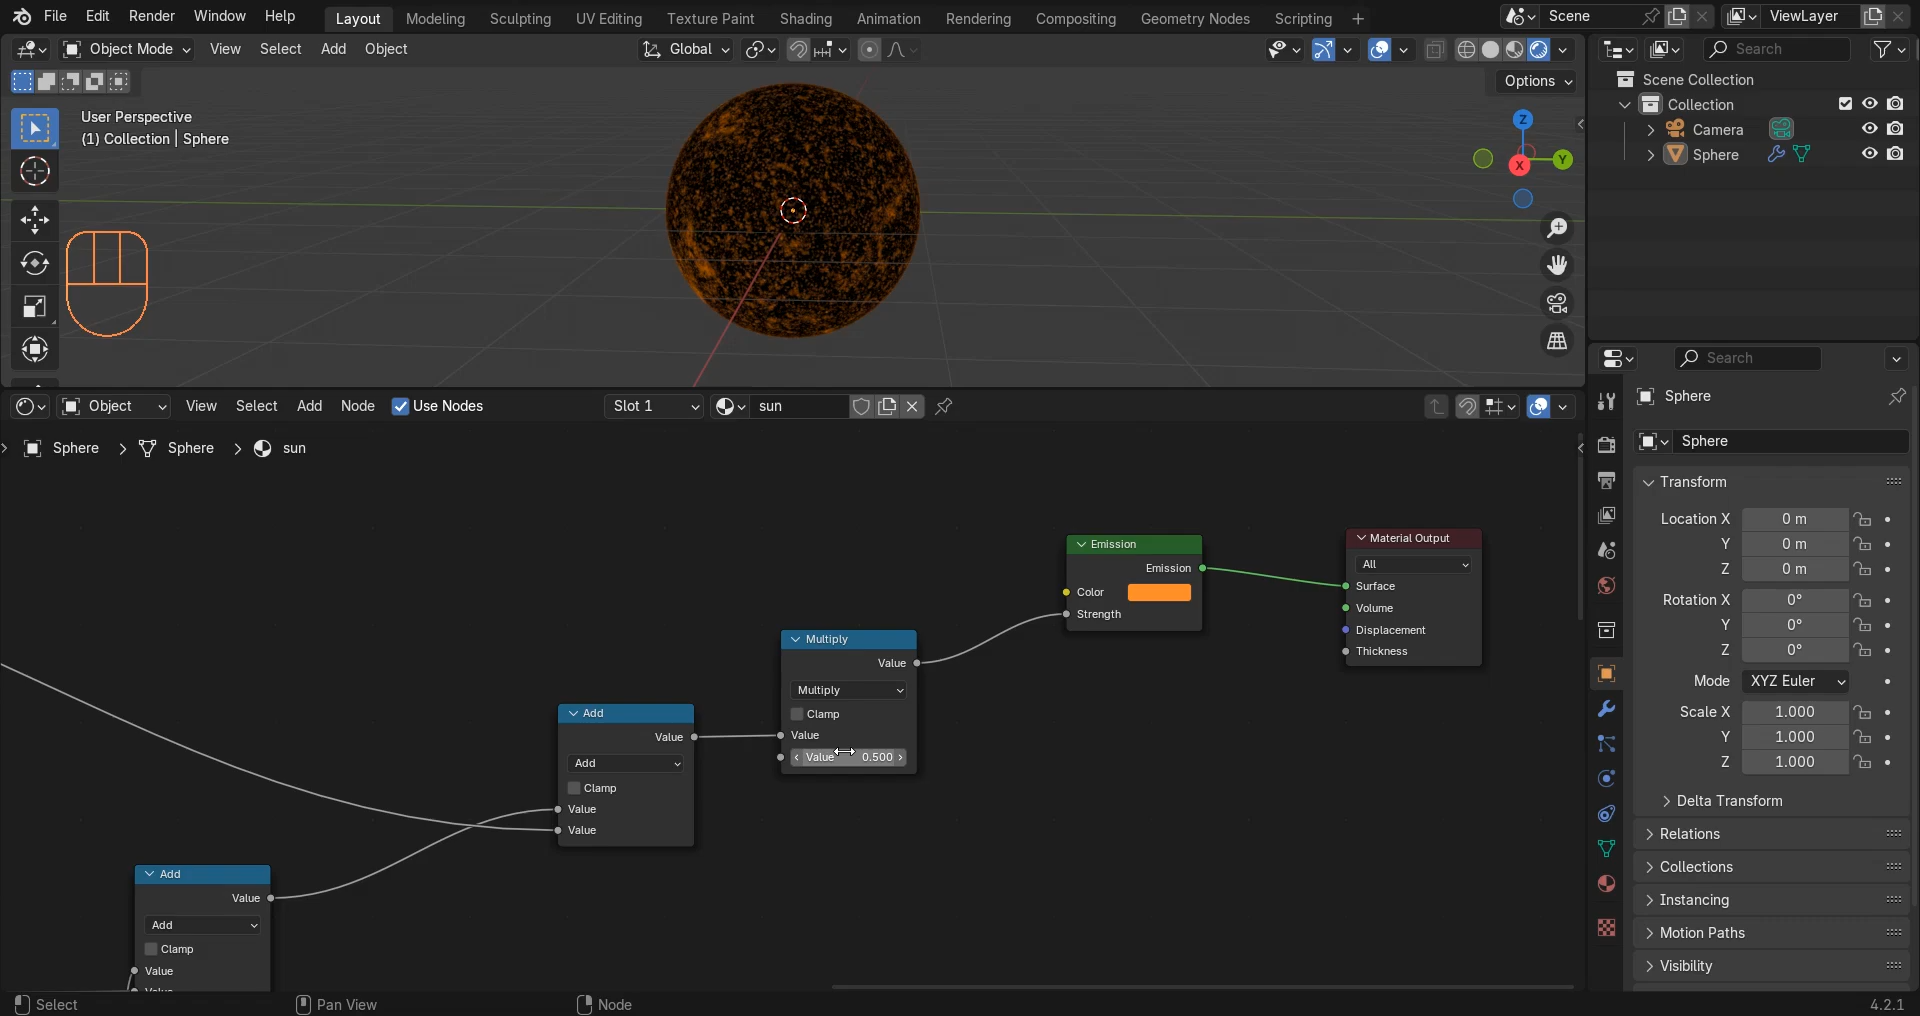 File Edit Render Window Help Layout Modeling Sculpting UV Editing Texture Paint Shading Animation Rendering Compositing Geometry Nodes Scripting + Scene ViewLayer
Object Mode View Select Add Object Global Search
Options
User Perspective
(1) Collection | Sphere
Z
Y
X
Scene Collection
Collection
Camera
Sphere
Object View Select Add Node Use Nodes Slot 1 sun
Sphere > Sphere > sun
Emission
Emission
Color
Strength
Material Output
All
Surface
Volume
Displacement
Thickness
Multiply
Value
Multiply
Clamp
Value
Value 0.500
Add
Value
Add
Clamp
Value
Value
Add
Value
Add
Clamp
Value
Value
Search
Sphere
Sphere
Transform
Location X 0 m
Y 0 m
Z 0 m
Rotation X 0°
Y 0°
Z 0°
Mode XYZ Euler
Scale X 1.000
Y 1.000
Z 1.000
Delta Transform
Relations
Collections
Instancing
Motion Paths
Visibility
Select Pan View Node 4.2.1